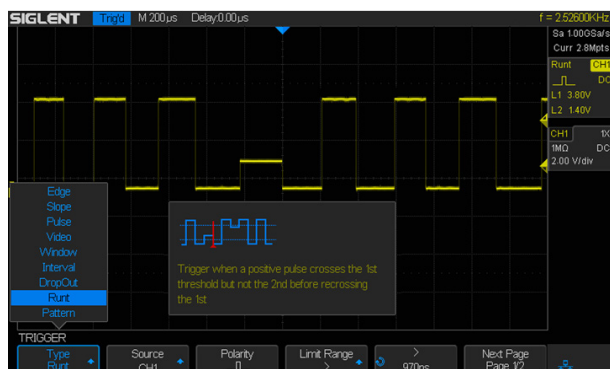 SIGLENT Trig'd M 200µs Delay:0.00µs f = 2.52600KHz
Sa 1.00GSa/s
Curr 2.8Mpts
Runt CH1
DC
L1 3.80V
L2 1.40V
CH1 1X
1MΩ DC
2.00 V/div
Edge
Slope
Pulse
Video
Window
Interval
DropOut
Runt
Pattern
Trigger when a positive pulse crosses the 1st
threshold but not the 2nd before recrossing
the 1st
TRIGGER
Type Source Polarity Limit Range > Next Page
Runt CH1 > 970ns Page 1/2